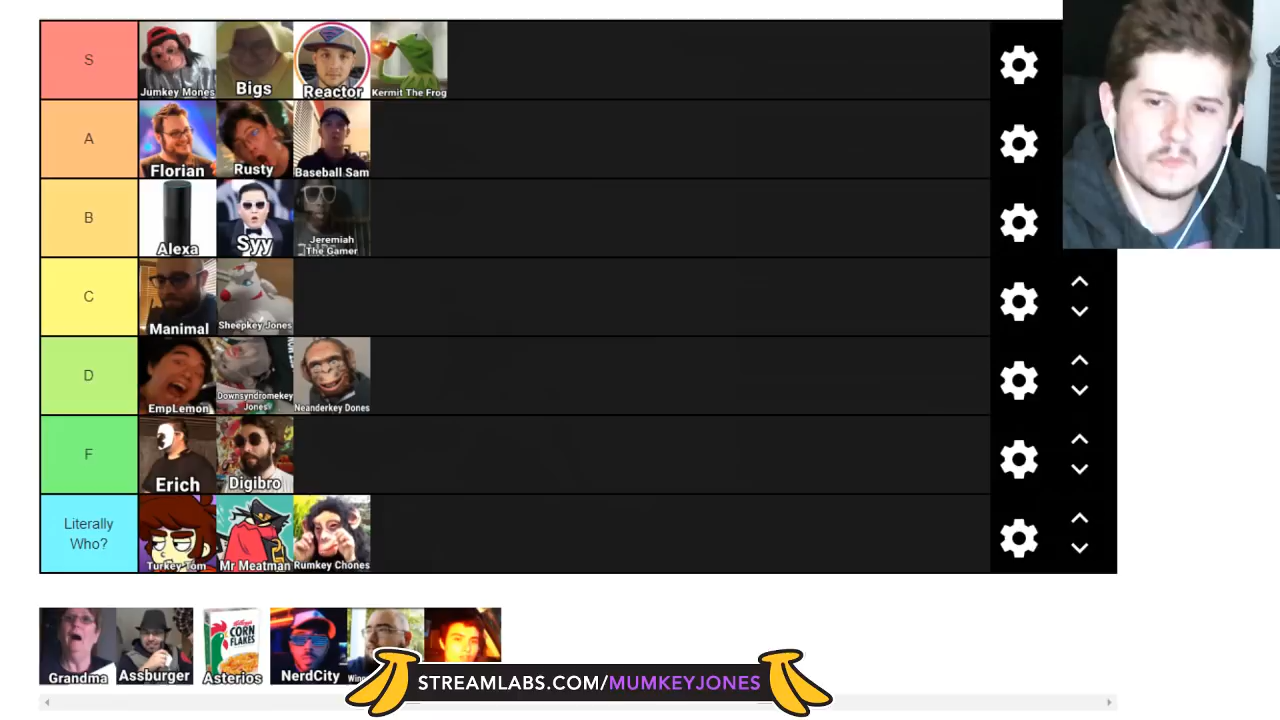 S
Jumkey Mones
Bigs
Reactor
Kermit The Frog
A
Florian
Rusty
Baseball Sam
B
Alexa
Syy
Jeremiah
The Gamer
C
Manimal
Sheepkey Jones
D
EmpLemon
Downsyndromekey
Jones
Neanderkey Dones
F
Erich
Digibro
Literally
Who?
Turkey Tom
Mr Meatman
Rumkey Chones
Grandma
Assburger
CORN
FLAKES
Asterios
NerdCity
STREAMLABS.COM/MUMKEYJONES